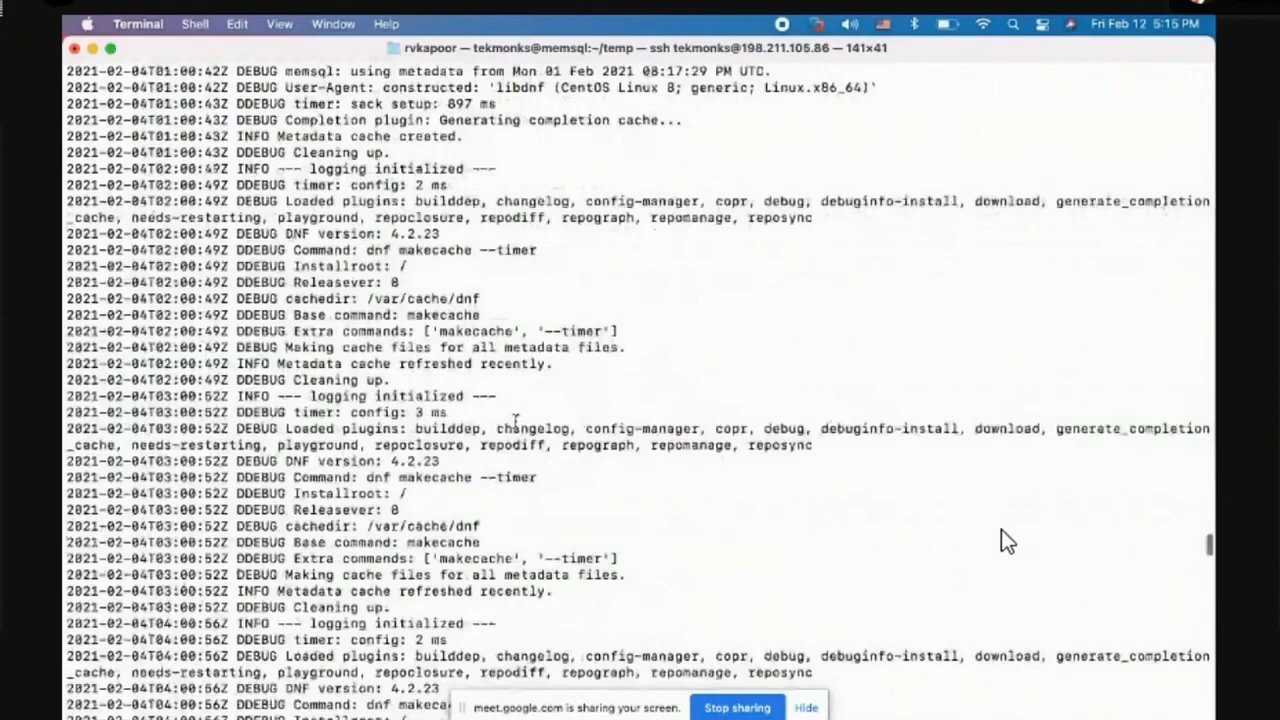 Terminal Shell Edit View Window Help Fri Feb 12 5:15 PM
rvkapoor — tekmonks@memsql:~/temp — ssh tekmonks@198.211.105.86 — 141×41
2021-02-04T01:00:42Z DEBUG memsql: using metadata from Mon 01 Feb 2021 08:17:29 PM UTC.
2021-02-04T01:00:42Z DEBUG User-Agent: constructed: 'libdnf (CentOS Linux 8; generic; Linux.x86_64)'
2021-02-04T01:00:43Z DDEBUG timer: sack setup: 897 ms
2021-02-04T01:00:43Z DEBUG Completion plugin: Generating completion cache...
2021-02-04T01:00:43Z INFO Metadata cache created.
2021-02-04T01:00:43Z DDEBUG Cleaning up.
2021-02-04T02:00:49Z INFO --- logging initialized ---
2021-02-04T02:00:49Z DDEBUG timer: config: 2 ms
2021-02-04T02:00:49Z DEBUG Loaded plugins: builddep, changelog, config-manager, copr, debug, debuginfo-install, download, generate_completion
_cache, needs-restarting, playground, repoclosure, repodiff, repograph, repomanage, reposync
2021-02-04T02:00:49Z DEBUG DNF version: 4.2.23
2021-02-04T02:00:49Z DDEBUG Command: dnf makecache --timer
2021-02-04T02:00:49Z DDEBUG Installroot: /
2021-02-04T02:00:49Z DDEBUG Releasever: 8
2021-02-04T02:00:49Z DEBUG cachedir: /var/cache/dnf
2021-02-04T02:00:49Z DDEBUG Base command: makecache
2021-02-04T02:00:49Z DDEBUG Extra commands: ['makecache', '--timer']
2021-02-04T02:00:49Z DEBUG Making cache files for all metadata files.
2021-02-04T02:00:49Z INFO Metadata cache refreshed recently.
2021-02-04T02:00:49Z DDEBUG Cleaning up.
2021-02-04T03:00:52Z INFO --- logging initialized ---
2021-02-04T03:00:52Z DDEBUG timer: config: 3 ms
2021-02-04T03:00:52Z DEBUG Loaded plugins: builddep, changelog, config-manager, copr, debug, debuginfo-install, download, generate_completion
_cache, needs-restarting, playground, repoclosure, repodiff, repograph, repomanage, reposync
2021-02-04T03:00:52Z DEBUG DNF version: 4.2.23
2021-02-04T03:00:52Z DDEBUG Command: dnf makecache --timer
2021-02-04T03:00:52Z DDEBUG Installroot: /
2021-02-04T03:00:52Z DDEBUG Releasever: 8
2021-02-04T03:00:52Z DEBUG cachedir: /var/cache/dnf
2021-02-04T03:00:52Z DDEBUG Base command: makecache
2021-02-04T03:00:52Z DDEBUG Extra commands: ['makecache', '--timer']
2021-02-04T03:00:52Z DEBUG Making cache files for all metadata files.
2021-02-04T03:00:52Z INFO Metadata cache refreshed recently.
2021-02-04T03:00:52Z DDEBUG Cleaning up.
2021-02-04T04:00:56Z INFO --- logging initialized ---
2021-02-04T04:00:56Z DDEBUG timer: config: 2 ms
2021-02-04T04:00:56Z DEBUG Loaded plugins: builddep, changelog, config-manager, copr, debug, debuginfo-install, download, generate_completion
_cache, needs-restarting, playground, repoclosure, repodiff, repograph, repomanage, reposync
2021-02-04T04:00:56Z DEBUG DNF version: 4.2.23
2021-02-04T04:00:56Z DDEBUG Command: dnf makeca
meet.google.com is sharing your screen. Stop sharing Hide